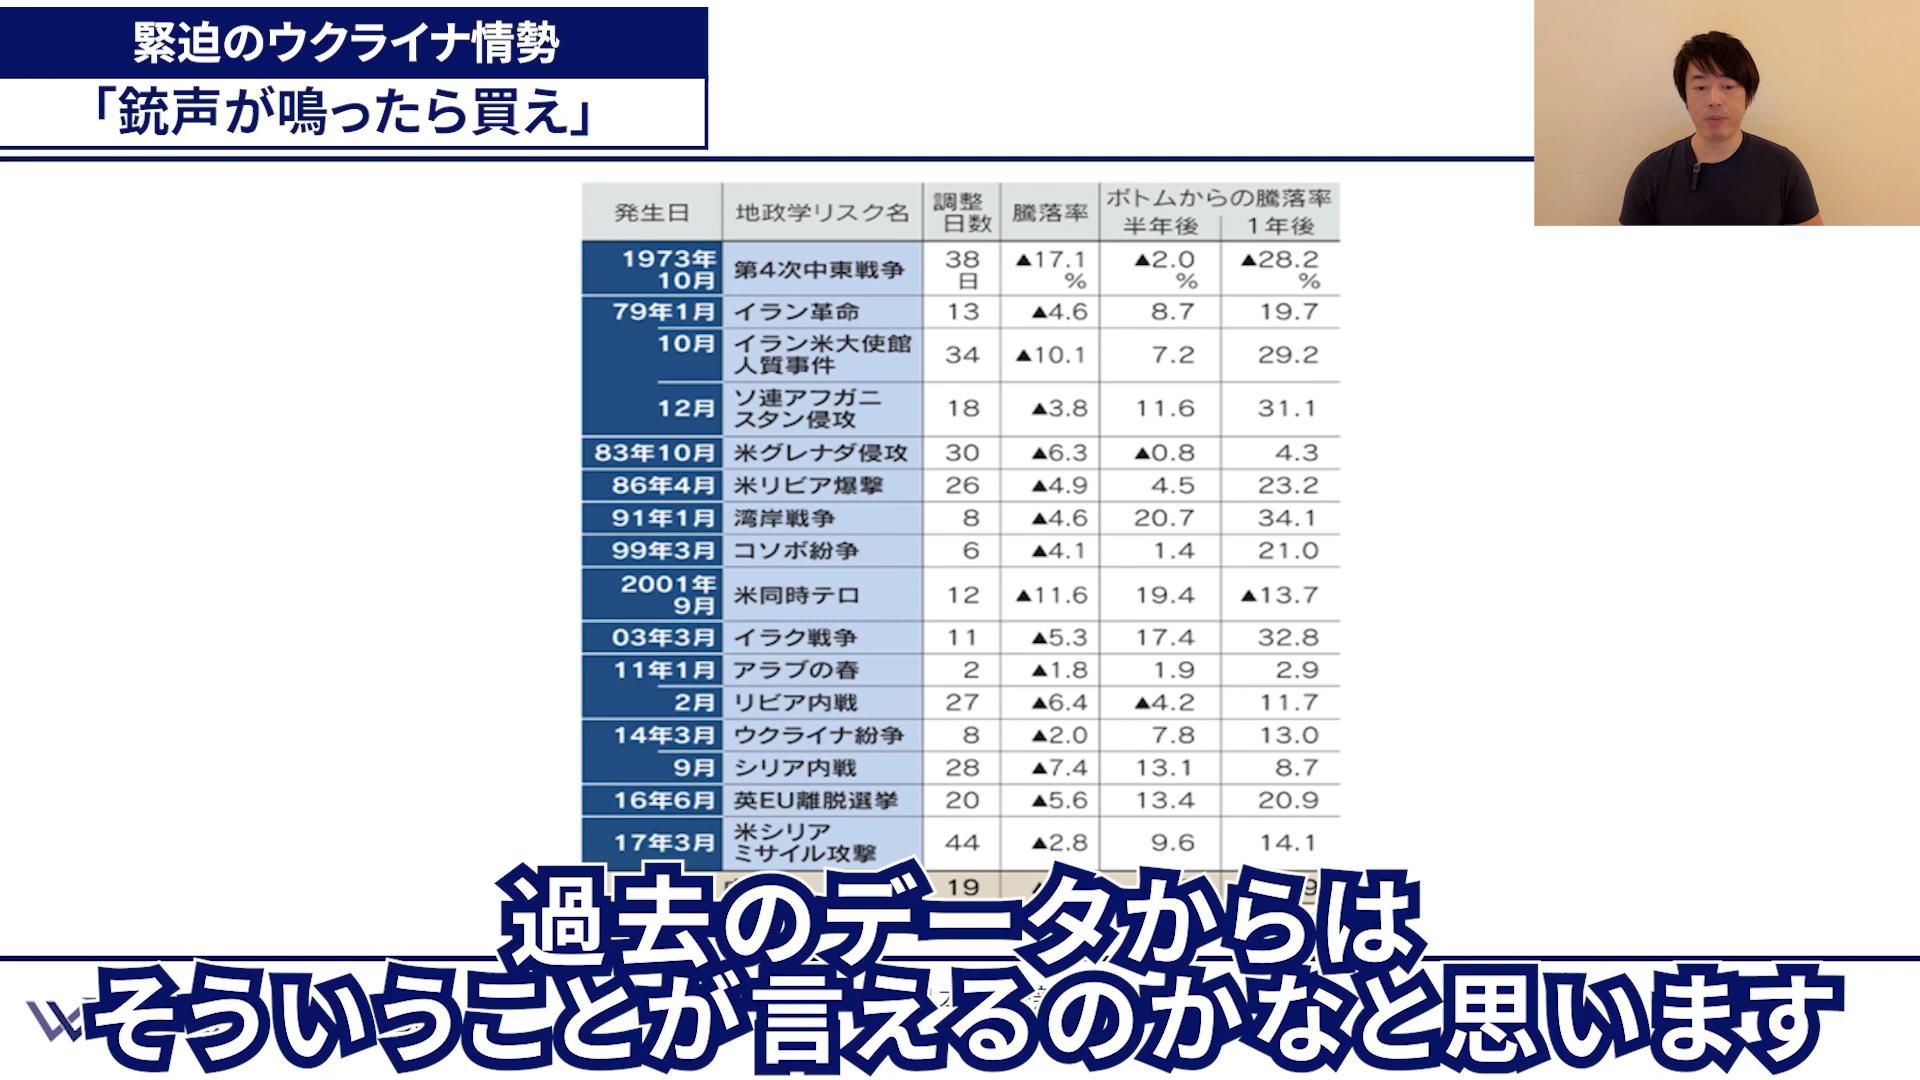 緊迫のウクライナ情勢
「銃声が鳴ったら買え」
発生日 地政学リスク名 調整日数 騰落率 ボトムからの騰落率 半年後 1年後
1973年10月 第4次中東戦争 38日 ▲17.1% ▲2.0% ▲28.2%
79年1月 イラン革命 13 ▲4.6 8.7 19.7
10月 イラン米大使館人質事件 34 ▲10.1 7.2 29.2
12月 ソ連アフガニスタン侵攻 18 ▲3.8 11.6 31.1
83年10月 米グレナダ侵攻 30 ▲6.3 ▲0.8 4.3
86年4月 米リビア爆撃 26 ▲4.9 4.5 23.2
91年1月 湾岸戦争 8 ▲4.6 20.7 34.1
99年3月 コソボ紛争 6 ▲4.1 1.4 21.0
2001年9月 米同時テロ 12 ▲11.6 19.4 ▲13.7
03年3月 イラク戦争 11 ▲5.3 17.4 32.8
11年1月 アラブの春 2 ▲1.8 1.9 2.9
2月 リビア内戦 27 ▲6.4 ▲4.2 11.7
14年3月 ウクライナ紛争 8 ▲2.0 7.8 13.0
9月 シリア内戦 28 ▲7.4 13.1 8.7
16年6月 英EU離脱選挙 20 ▲5.6 13.4 20.9
17年3月 米シリアミサイル攻撃 44 ▲2.8 9.6 14.1
19
過去のデータからは
そういうことが言えるのかなと思います